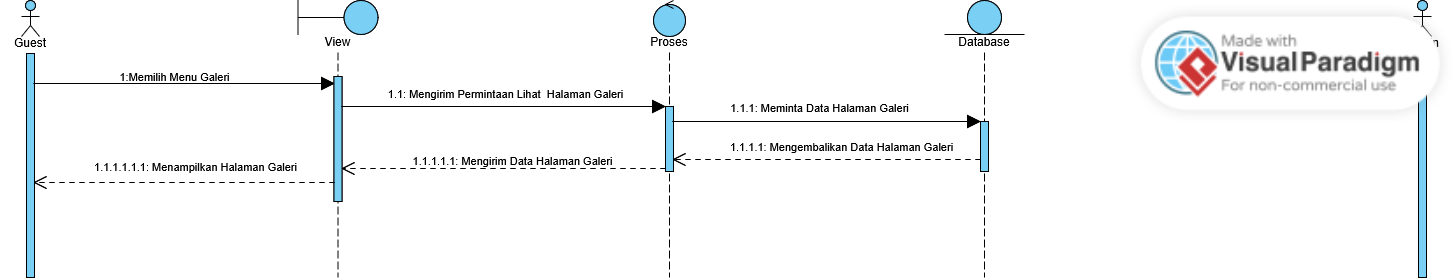 Guest
View
Proses
Database
Made with
VisualParadigm
For non-commercial use
1:Memilih Menu Galeri
1.1: Mengirim Permintaan Lihat Halaman Galeri
1.1.1: Meminta Data Halaman Galeri
1.1.1.1: Mengembalikan Data Halaman Galeri
1.1.1.1.1: Mengirim Data Halaman Galeri
1.1.1.1.1.1: Menampilkan Halaman Galeri